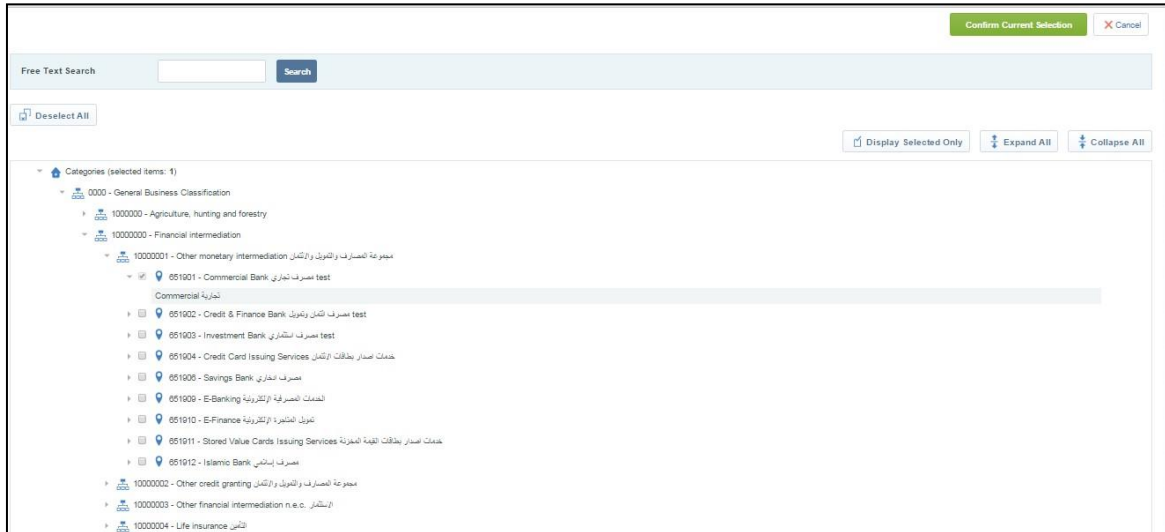 Confirm Current Selection
Cancel
Free Text Search
Search
Deselect All
Display Selected Only
Expand All
Collapse All
Categories (selected items: 1)
0000 - General Business Classification
1000000 - Agriculture, hunting and forestry
10000000 - Financial intermediation
10000001 - Other monetary intermediation مجموعة المصارف والتمويل والإئتمان
651901 - Commercial Bank مصرف تجاري test
Commercial تجارية
651902 - Credit & Finance Bank مصرف ائتمان وتمويل test
651903 - Investment Bank مصرف استثماري test
651904 - Credit Card Issuing Services خدمات اصدار بطاقات الإئتمان
651906 - Savings Bank مصرف ادخاري
651909 - E-Banking الخدمات المصرفية الإلكترونية
651910 - E-Finance تمويل المتاجرة الإلكترونية
651911 - Stored Value Cards Issuing Services خدمات اصدار بطاقات القيمة المخزنة
651912 - Islamic Bank مصرف إسلامي
10000002 - Other credit granting مجموعة المصارف والتمويل والإئتمان
10000003 - Other financial intermediation n.e.c. الإستثمار
10000004 - Life insurance التأمين